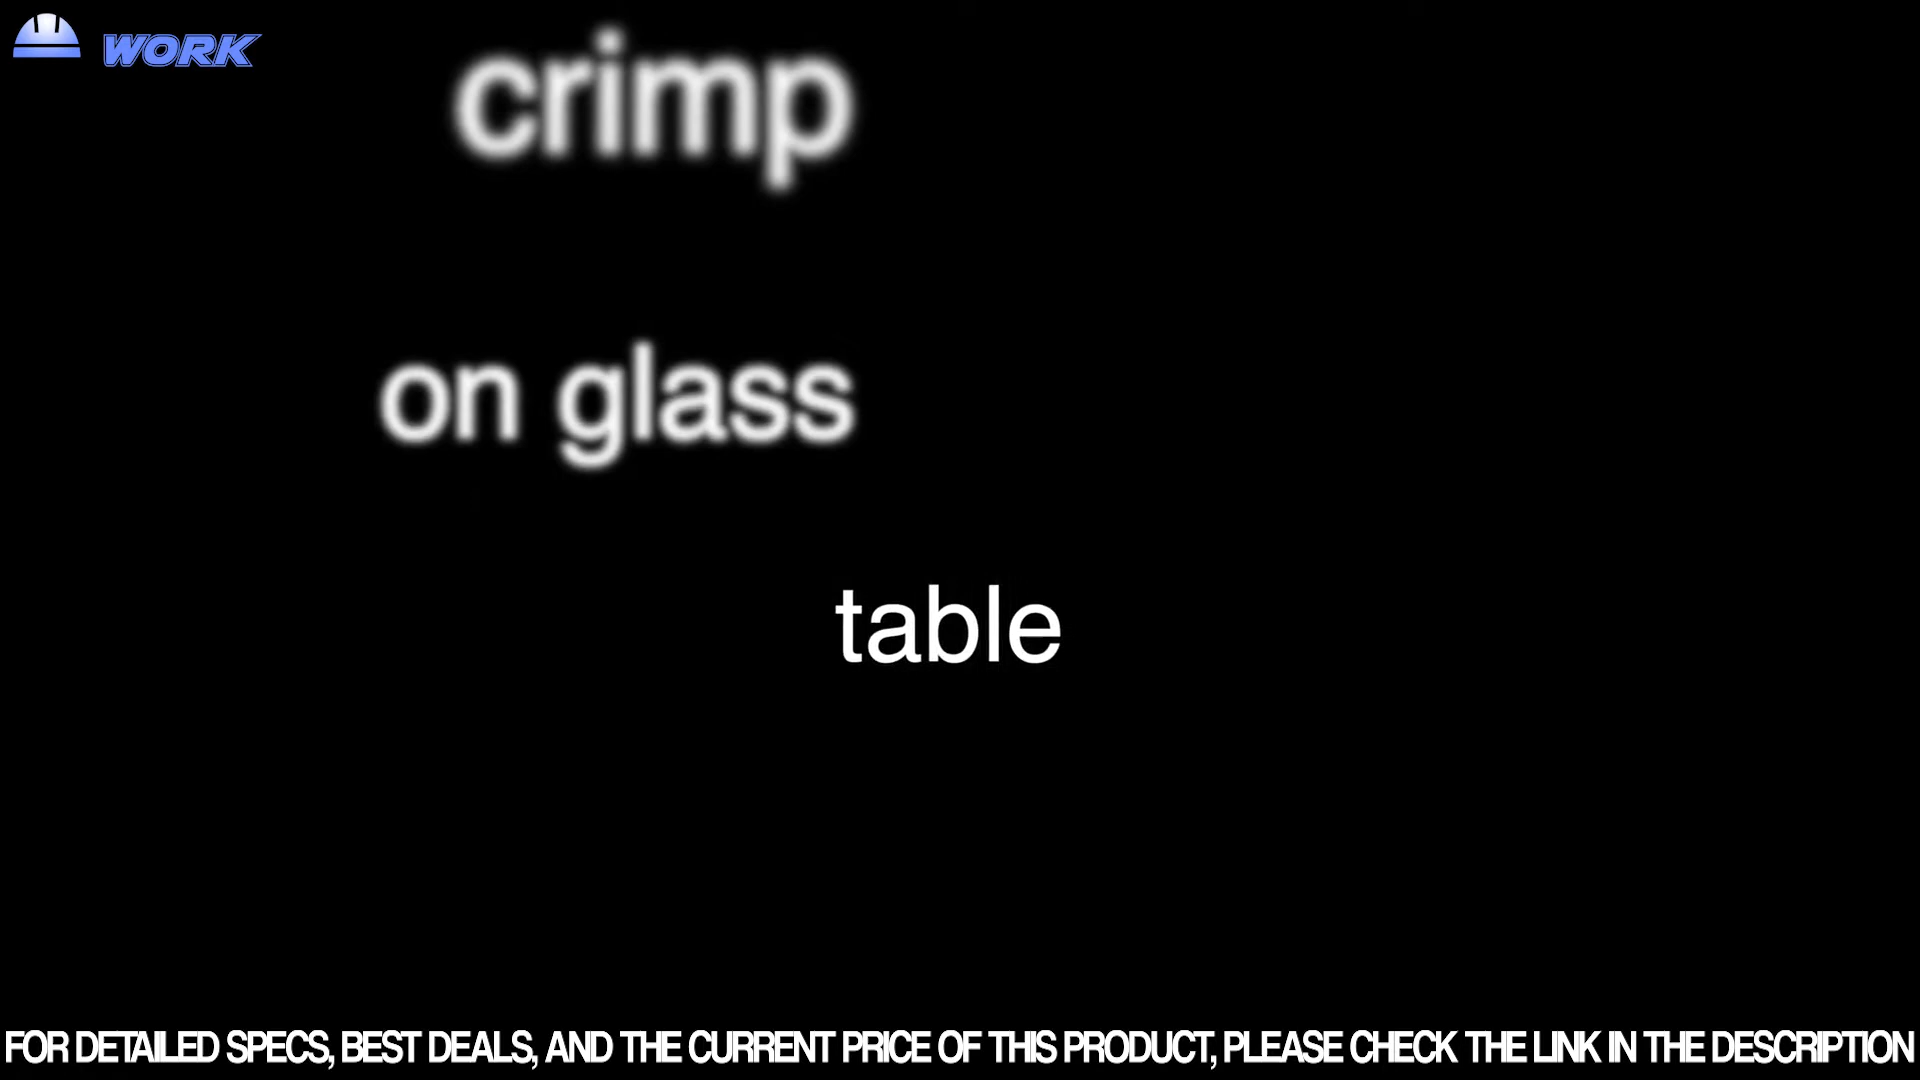 WORK
crimp
on glass
table
FOR DETAILED SPECS, BEST DEALS, AND THE CURRENT PRICE OF THIS PRODUCT, PLEASE CHECK THE LINK IN THE DESCRIPTION